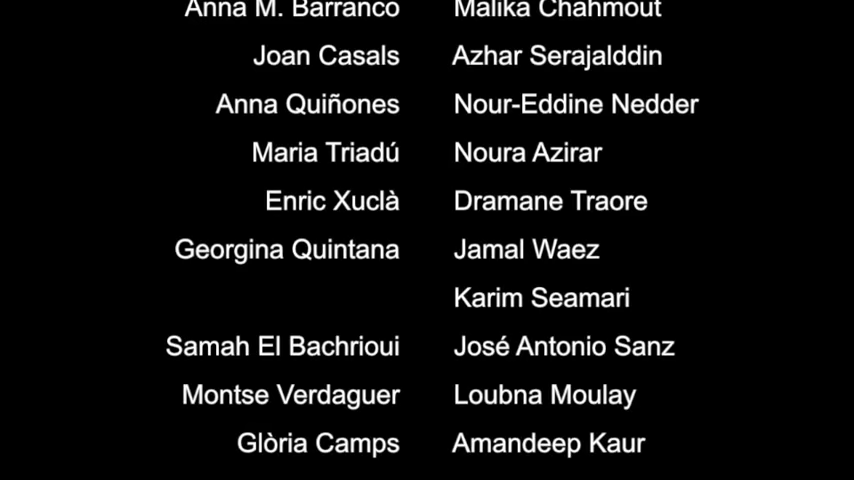 Anna M. Barranco Malika Chahmout
Joan Casals Azhar Serajalddin
Anna Quiñones Nour-Eddine Nedder
Maria Triadú Noura Azirar
Enric Xuclà Dramane Traore
Georgina Quintana Jamal Waez
Karim Seamari
Samah El Bachrioui José Antonio Sanz
Montse Verdaguer Loubna Moulay
Glòria Camps Amandeep Kaur